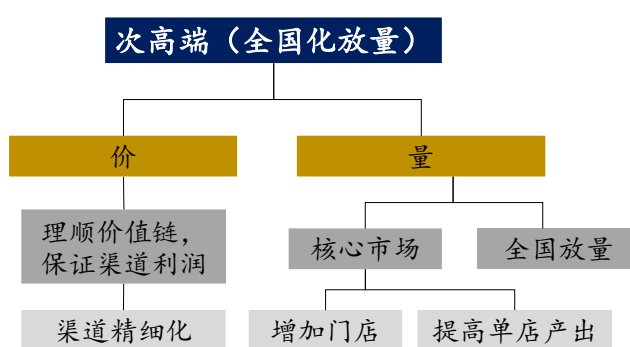 次高端（全国化放量）
价
量
理顺价值链，
保证渠道利润
核心市场
全国放量
渠道精细化
增加门店
提高单店产出